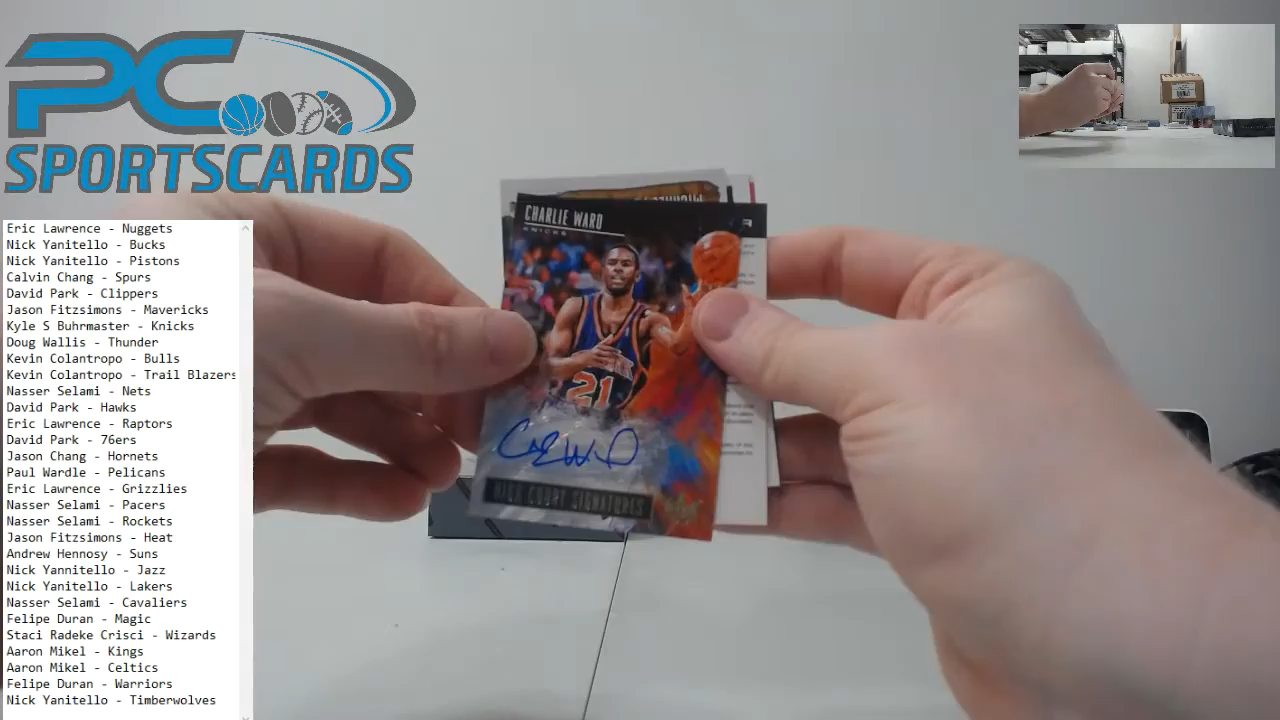 PC
SPORTSCARDS
Eric Lawrence - Nuggets
Nick Yanitello - Bucks
Nick Yanitello - Pistons
Calvin Chang - Spurs
David Park - Clippers
Jason Fitzsimons - Mavericks
Kyle S Buhrmaster - Knicks
Doug Wallis - Thunder
Kevin Colantropo - Bulls
Kevin Colantropo - Trail Blazers
Nasser Selami - Nets
David Park - Hawks
Eric Lawrence - Raptors
David Park - 76ers
Jason Chang - Hornets
Paul Wardle - Pelicans
Eric Lawrence - Grizzlies
Nasser Selami - Pacers
Nasser Selami - Rockets
Jason Fitzsimons - Heat
Andrew Hennosy - Suns
Nick Yannitello - Jazz
Nick Yanitello - Lakers
Nasser Selami - Cavaliers
Felipe Duran - Magic
Staci Radeke Crisci - Wizards
Aaron Mikel - Kings
Aaron Mikel - Celtics
Felipe Duran - Warriors
Nick Yanitello - Timberwolves
CHARLIE WARD
KNICKS
21
HIGH COURT SIGNATURES